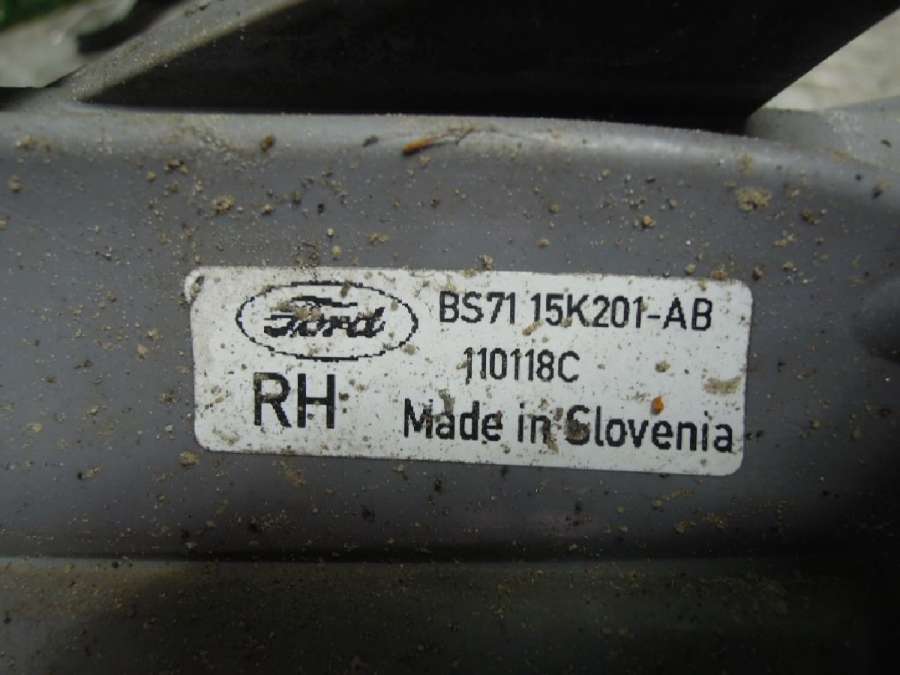 Ford
BS71 15K201-AB
110118C
RH
Made in Slovenia